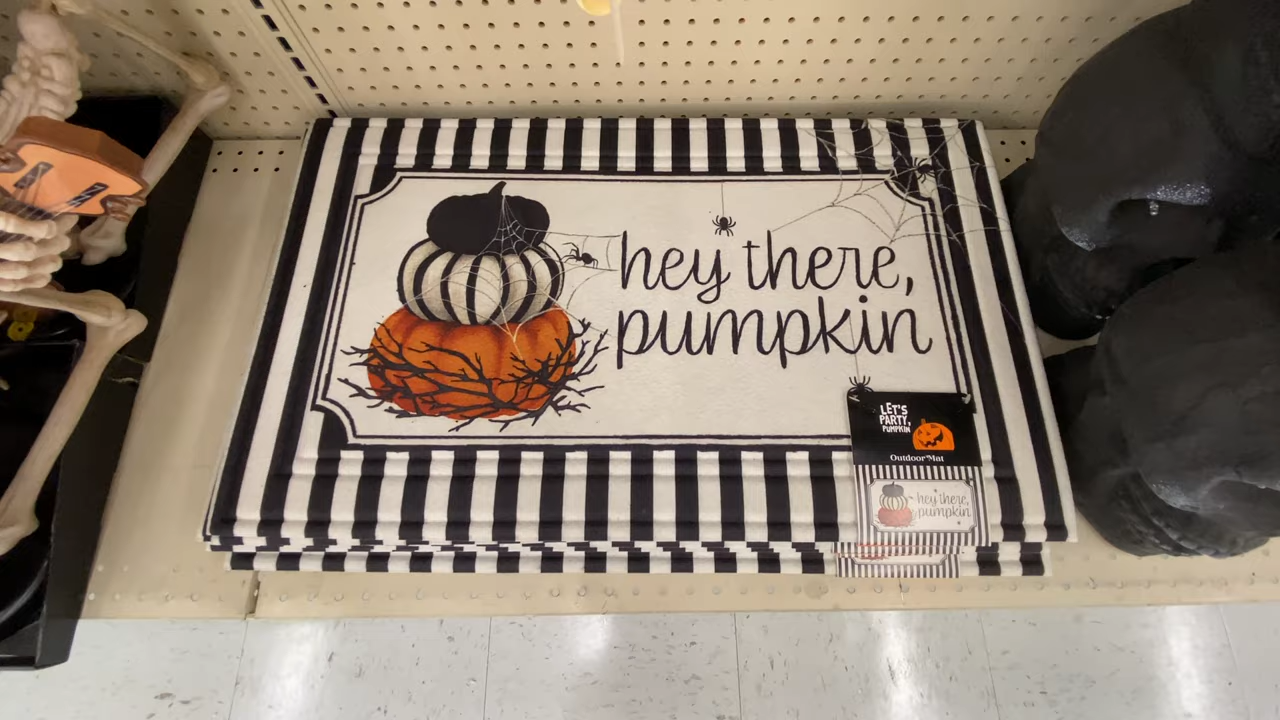 hey there,
pumpkin
LET'S
PARTY,
PUMPKIN
Outdoor Mat
hey there,
pumpkin